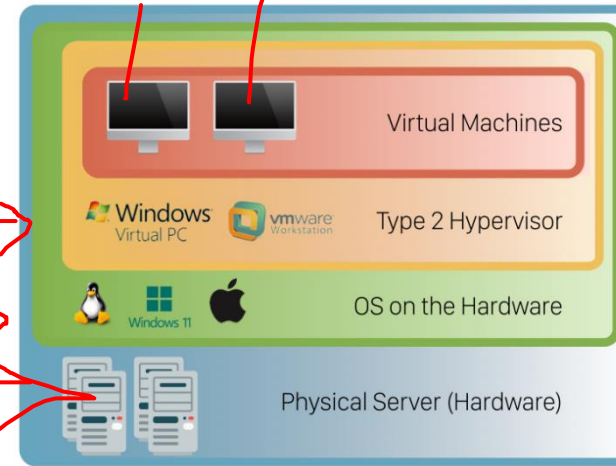 Virtual Machines
Windows
Virtual PC
vmware
Workstation
Type 2 Hypervisor
Windows 11
OS on the Hardware
Physical Server (Hardware)